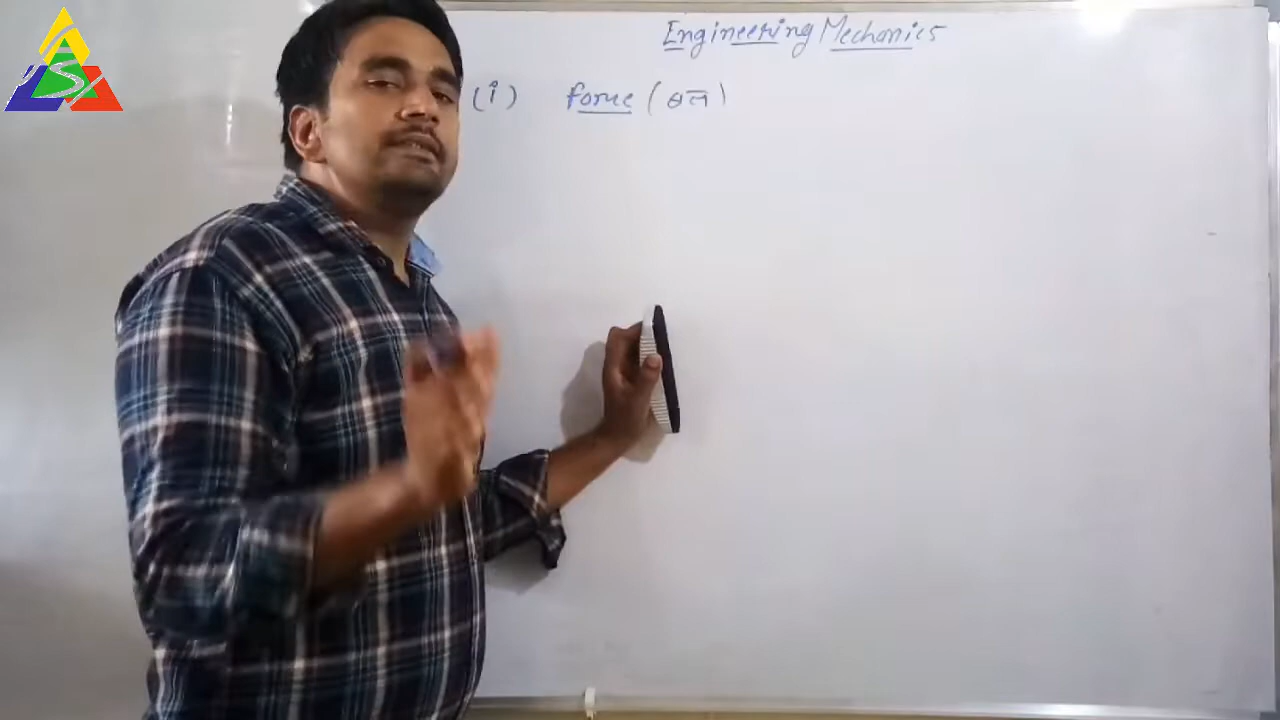 Engineering Mechanics
(i) force (बल)